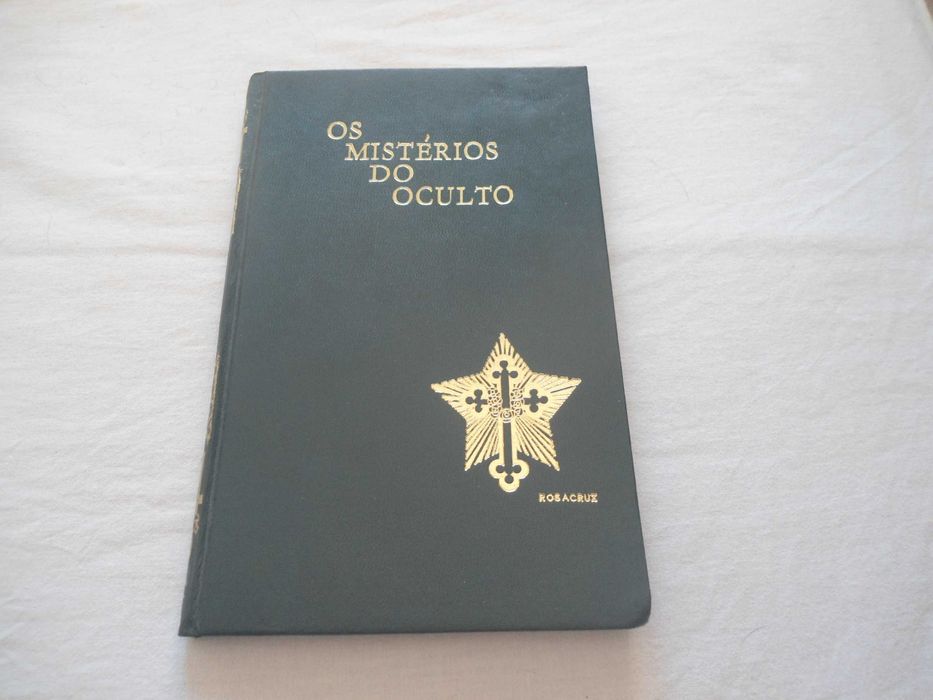 OS
MISTÉRIOS
DO
OCULTO
ROSACRUZ